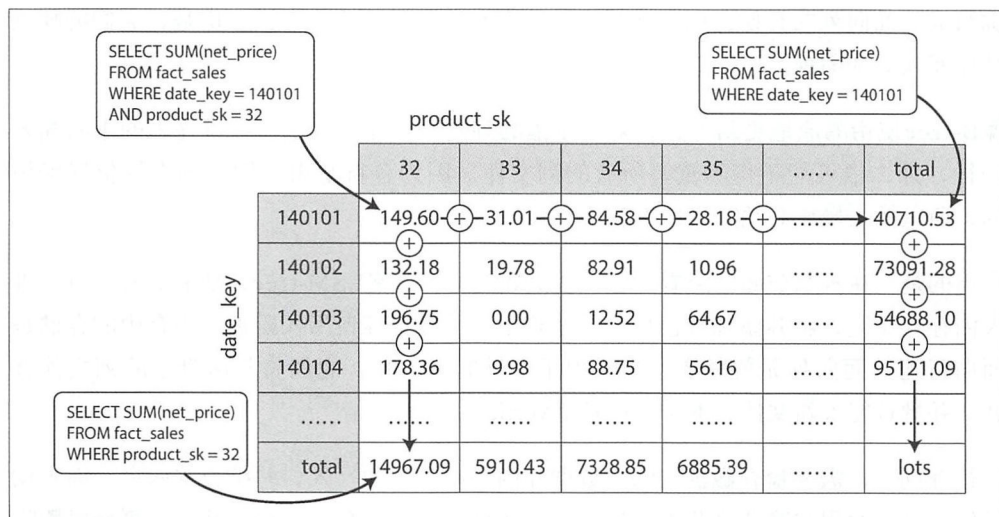 SELECT SUM(net_price)
FROM fact_sales
WHERE date_key = 140101
AND product_sk = 32
SELECT SUM(net_price)
FROM fact_sales
WHERE date_key = 140101
product_sk
32 33 34 35 ...... total
140101 149.60 + 31.01 + 84.58 + 28.18 + ...... 40710.53
+ +
140102 132.18 19.78 82.91 10.96 ...... 73091.28
+ +
140103 196.75 0.00 12.52 64.67 ...... 54688.10
+ +
140104 178.36 9.98 88.75 56.16 ...... 95121.09
...... ...... ...... ...... ...... ...... ......
total 14967.09 5910.43 7328.85 6885.39 ...... lots
date_key
SELECT SUM(net_price)
FROM fact_sales
WHERE product_sk = 32